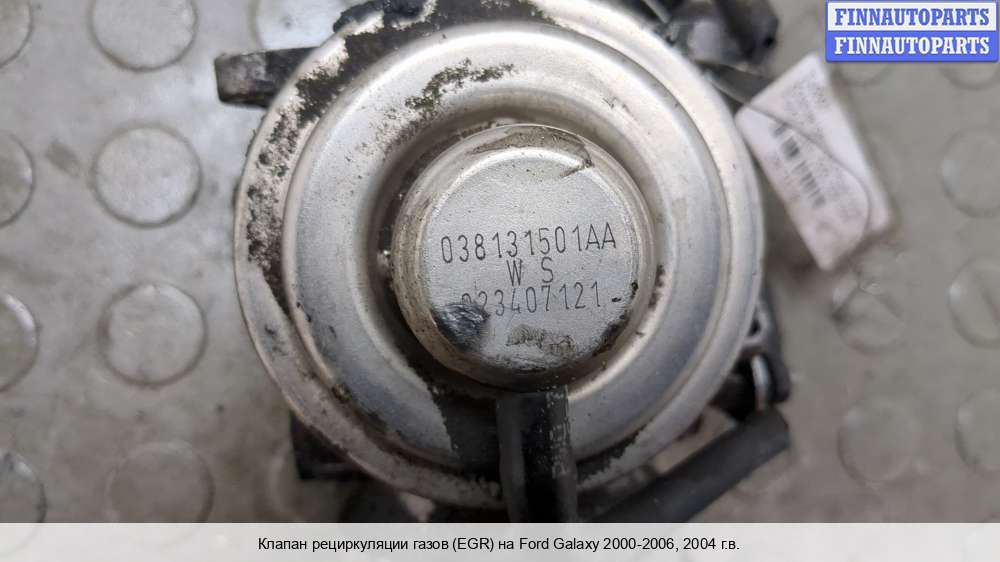 FINNAUTOPARTS
FINNAUTOPARTS
038131501AA
W S
023407121
Клапан рециркуляции газов (EGR) на Ford Galaxy 2000-2006, 2004 г.в.